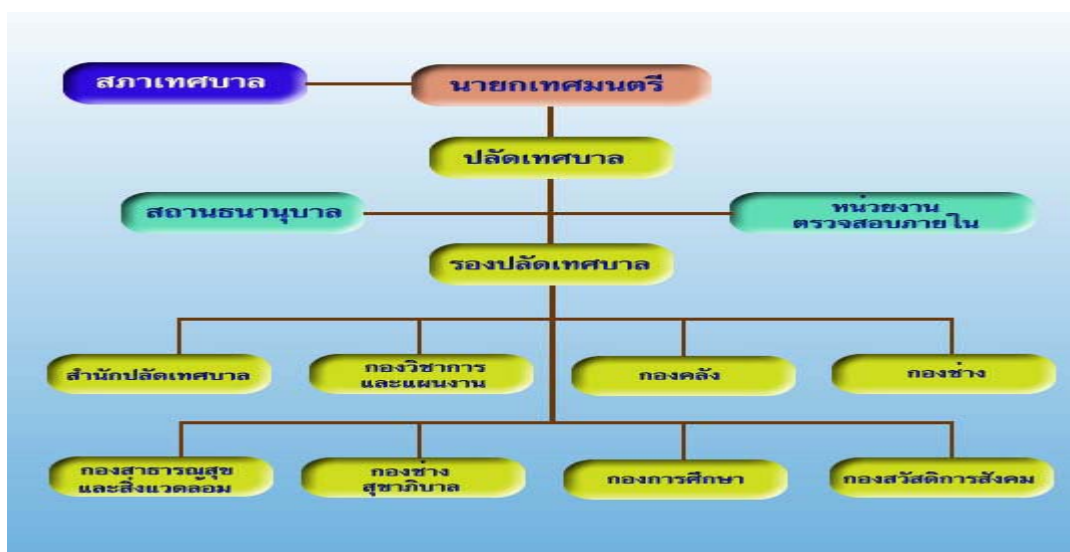 สภาเทศบาล
นายกเทศมนตรี
ปลัดเทศบาล
สถานธนานุบาล
หน่วยงาน
ตรวจสอบภายใน
รองปลัดเทศบาล
สำนักปลัดเทศบาล
กองวิชาการ
และแผนงาน
กองคลัง
กองช่าง
กองสาธารณสุข
และสิ่งแวดล้อม
กองช่าง
สุขาภิบาล
กองการศึกษา
กองสวัสดิการสังคม